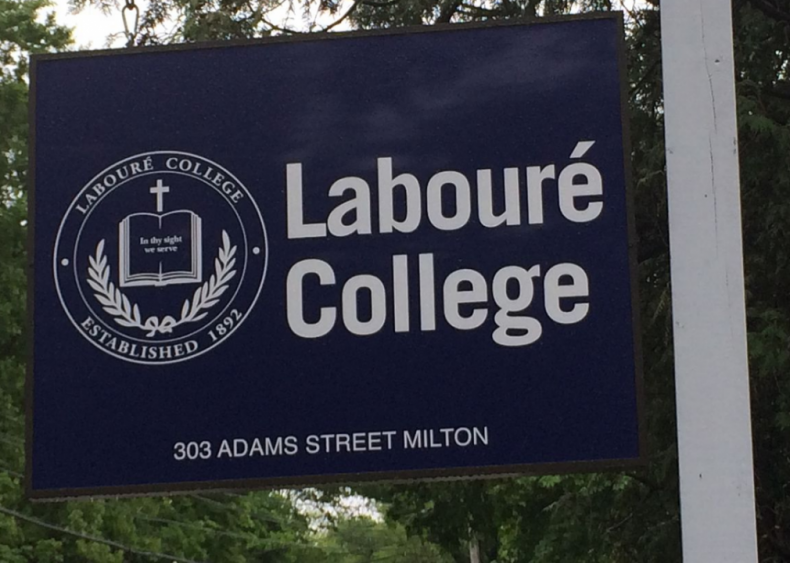 LABOURÉ COLLEGE
In thy sight
we serve
ESTABLISHED 1892
Labouré
College
303 ADAMS STREET MILTON